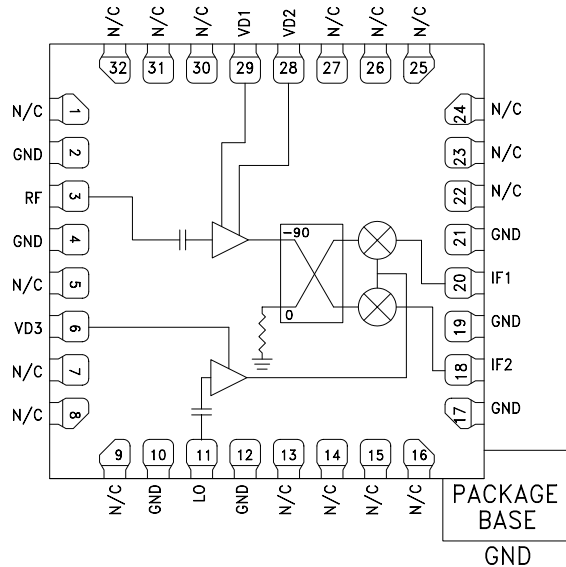 N/C N/C N/C VD1 VD2 N/C N/C N/C
32 31 30 29 28 27 26 25
N/C 1 24 N/C
GND 2 23 N/C
RF 3 22 N/C
GND 4 21 GND
-90
N/C 5 20 IF1
0
VD3 6 19 GND
N/C 7 18 IF2
N/C 8 17 GND
9 10 11 12 13 14 15 16
N/C GND LO GND N/C N/C N/C N/C
PACKAGE
BASE
GND